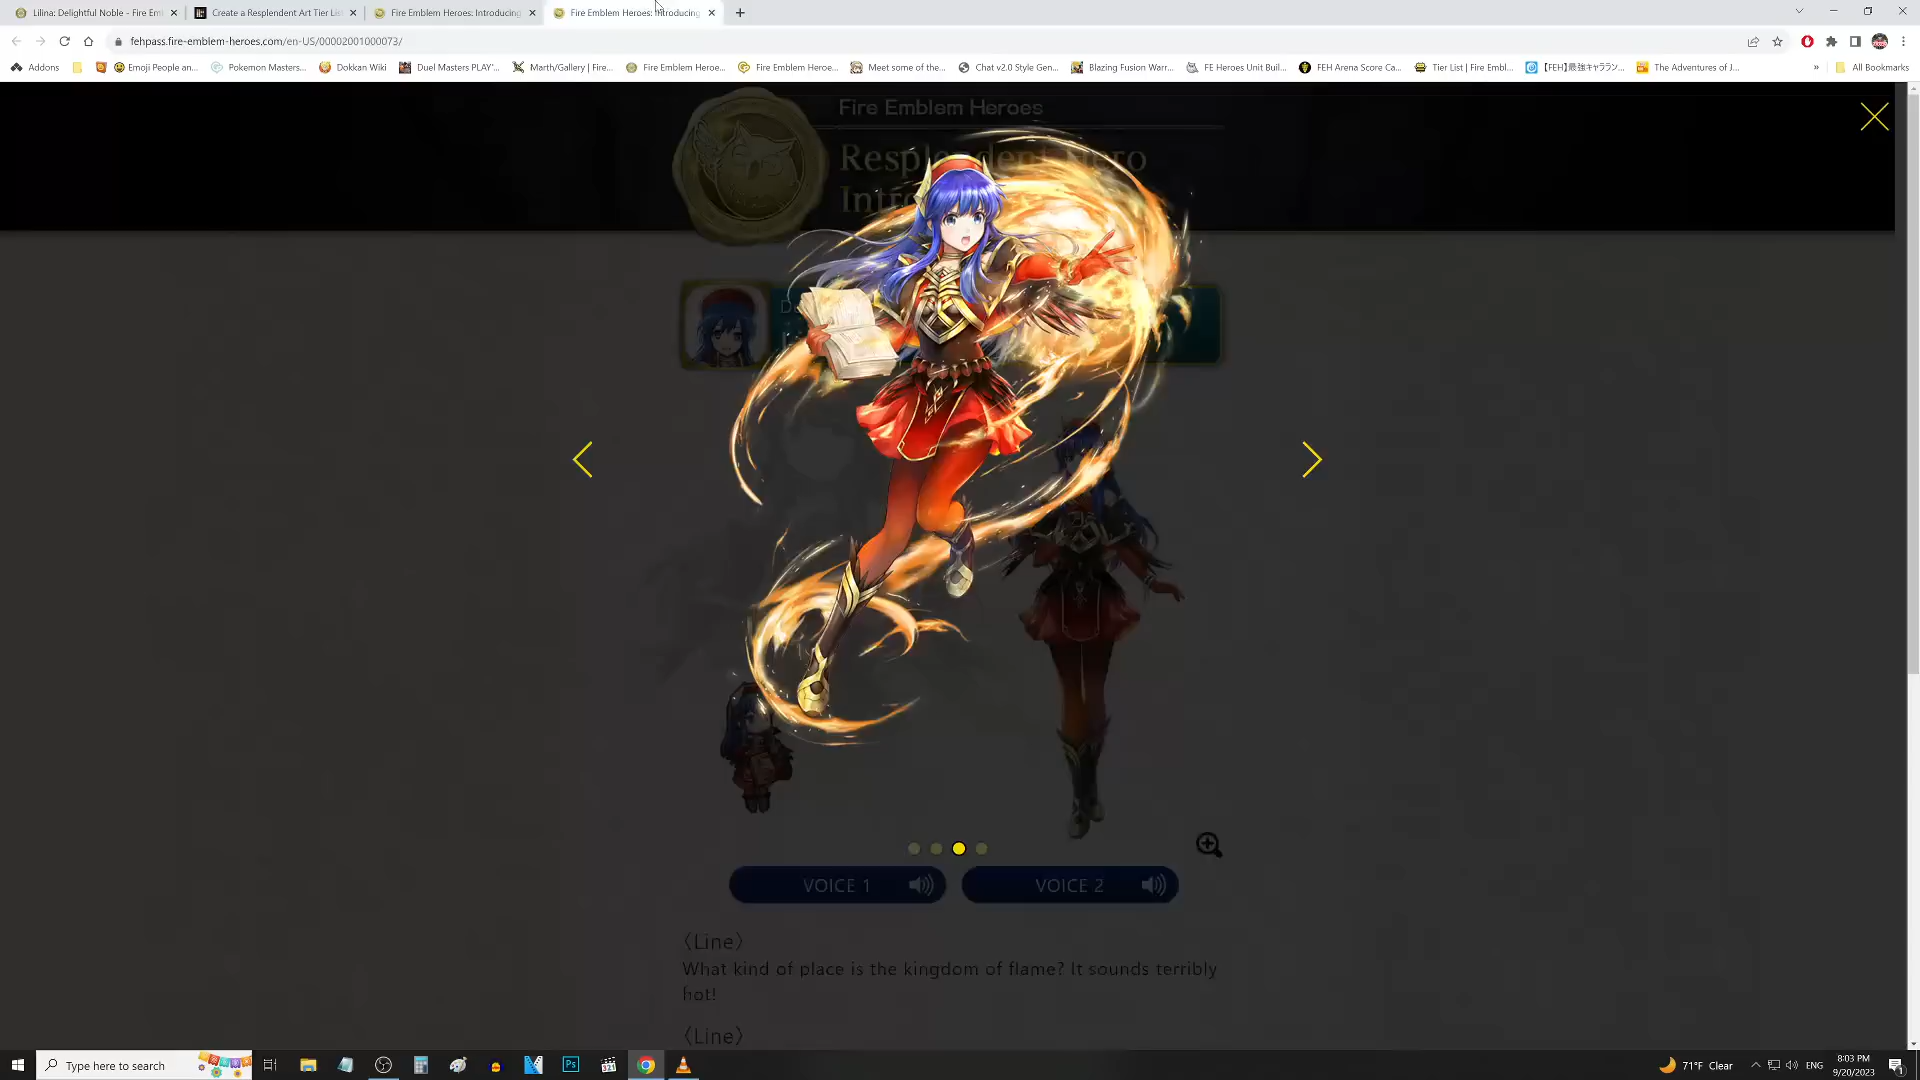 Lilina: Delightful Noble - Fire Em
Create a Resplendent Art Tier Lis
Fire Emblem Heroes: Introducing
Fire Emblem Heroes: Introducing
fehpass.fire-emblem-heroes.com/en-US/00002001000073/
Addons
Emoji People an...
Pokemon Masters...
Dokkan Wiki
Duel Masters PLAY'...
Marth/Gallery | Fire...
Fire Emblem Heroe...
Fire Emblem Heroe...
Meet some of the...
Chat v2.0 Style Gen...
Blazing Fusion Warr...
FE Heroes Unit Buil...
FEH Arena Score Ca...
Tier List | Fire Embl...
【FEH】最強キャララン...
The Adventures of J...
»
All Bookmarks
Fire Emblem Heroes
VOICE 1
VOICE 2
〈Line〉
What kind of place is the kingdom of flame? It sounds terribly
hot!
〈Line〉
Type here to search
Ps
321
71°F Clear
ENG
8:03 PM
9/20/2023
1